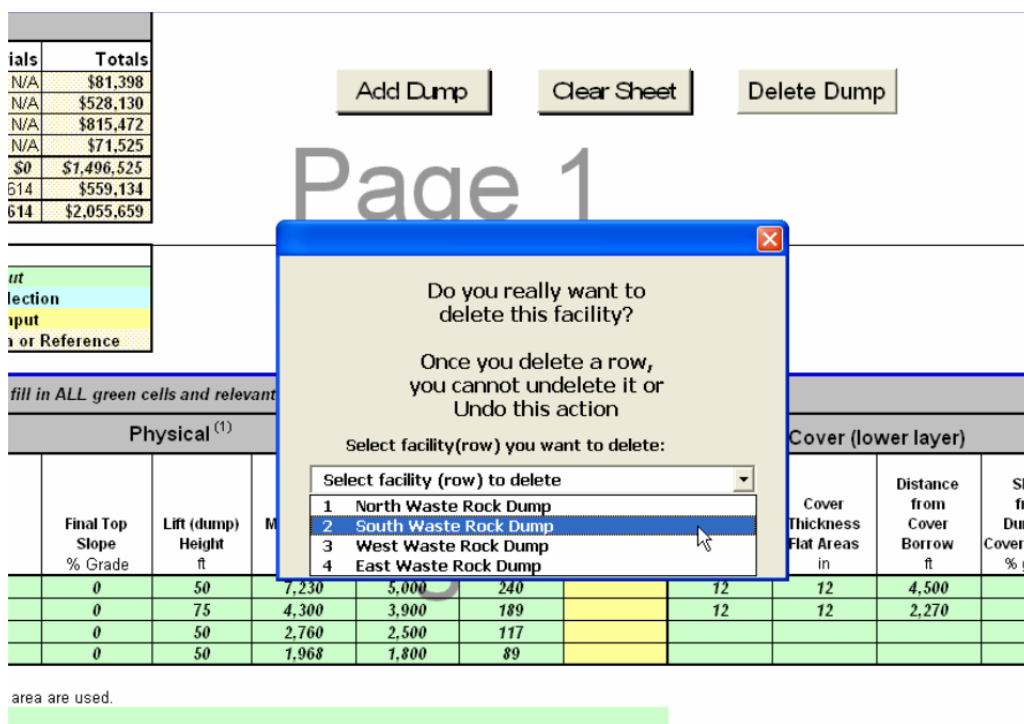 ials Totals
N/A $81,398
N/A $528,130
N/A $815,472
N/A $71,525
$0 $1,496,525
614 $559,134
614 $2,055,659
Add Dump Clear Sheet Delete Dump
Page 1
ut
lection
nput
n or Reference
Do you really want to
delete this facility?
Once you delete a row,
you cannot undelete it or
Undo this action
Select facility(row) you want to delete:
Select facility (row) to delete
1 North Waste Rock Dump
2 South Waste Rock Dump
3 West Waste Rock Dump
4 East Waste Rock Dump
fill in ALL green cells and relevant
Physical (1) Cover (lower layer)
Final Top
Slope
% Grade
Lift (dump)
Height
ft
M
Cover
Thickness
Flat Areas
in
Distance
from
Cover
Borrow
ft
Cover
%
0 50 7,230 5,000 240 12 12 4,500
0 75 4,300 3,900 189 12 12 2,270
0 50 2,760 2,500 117
0 50 1,968 1,800 89
area are used.